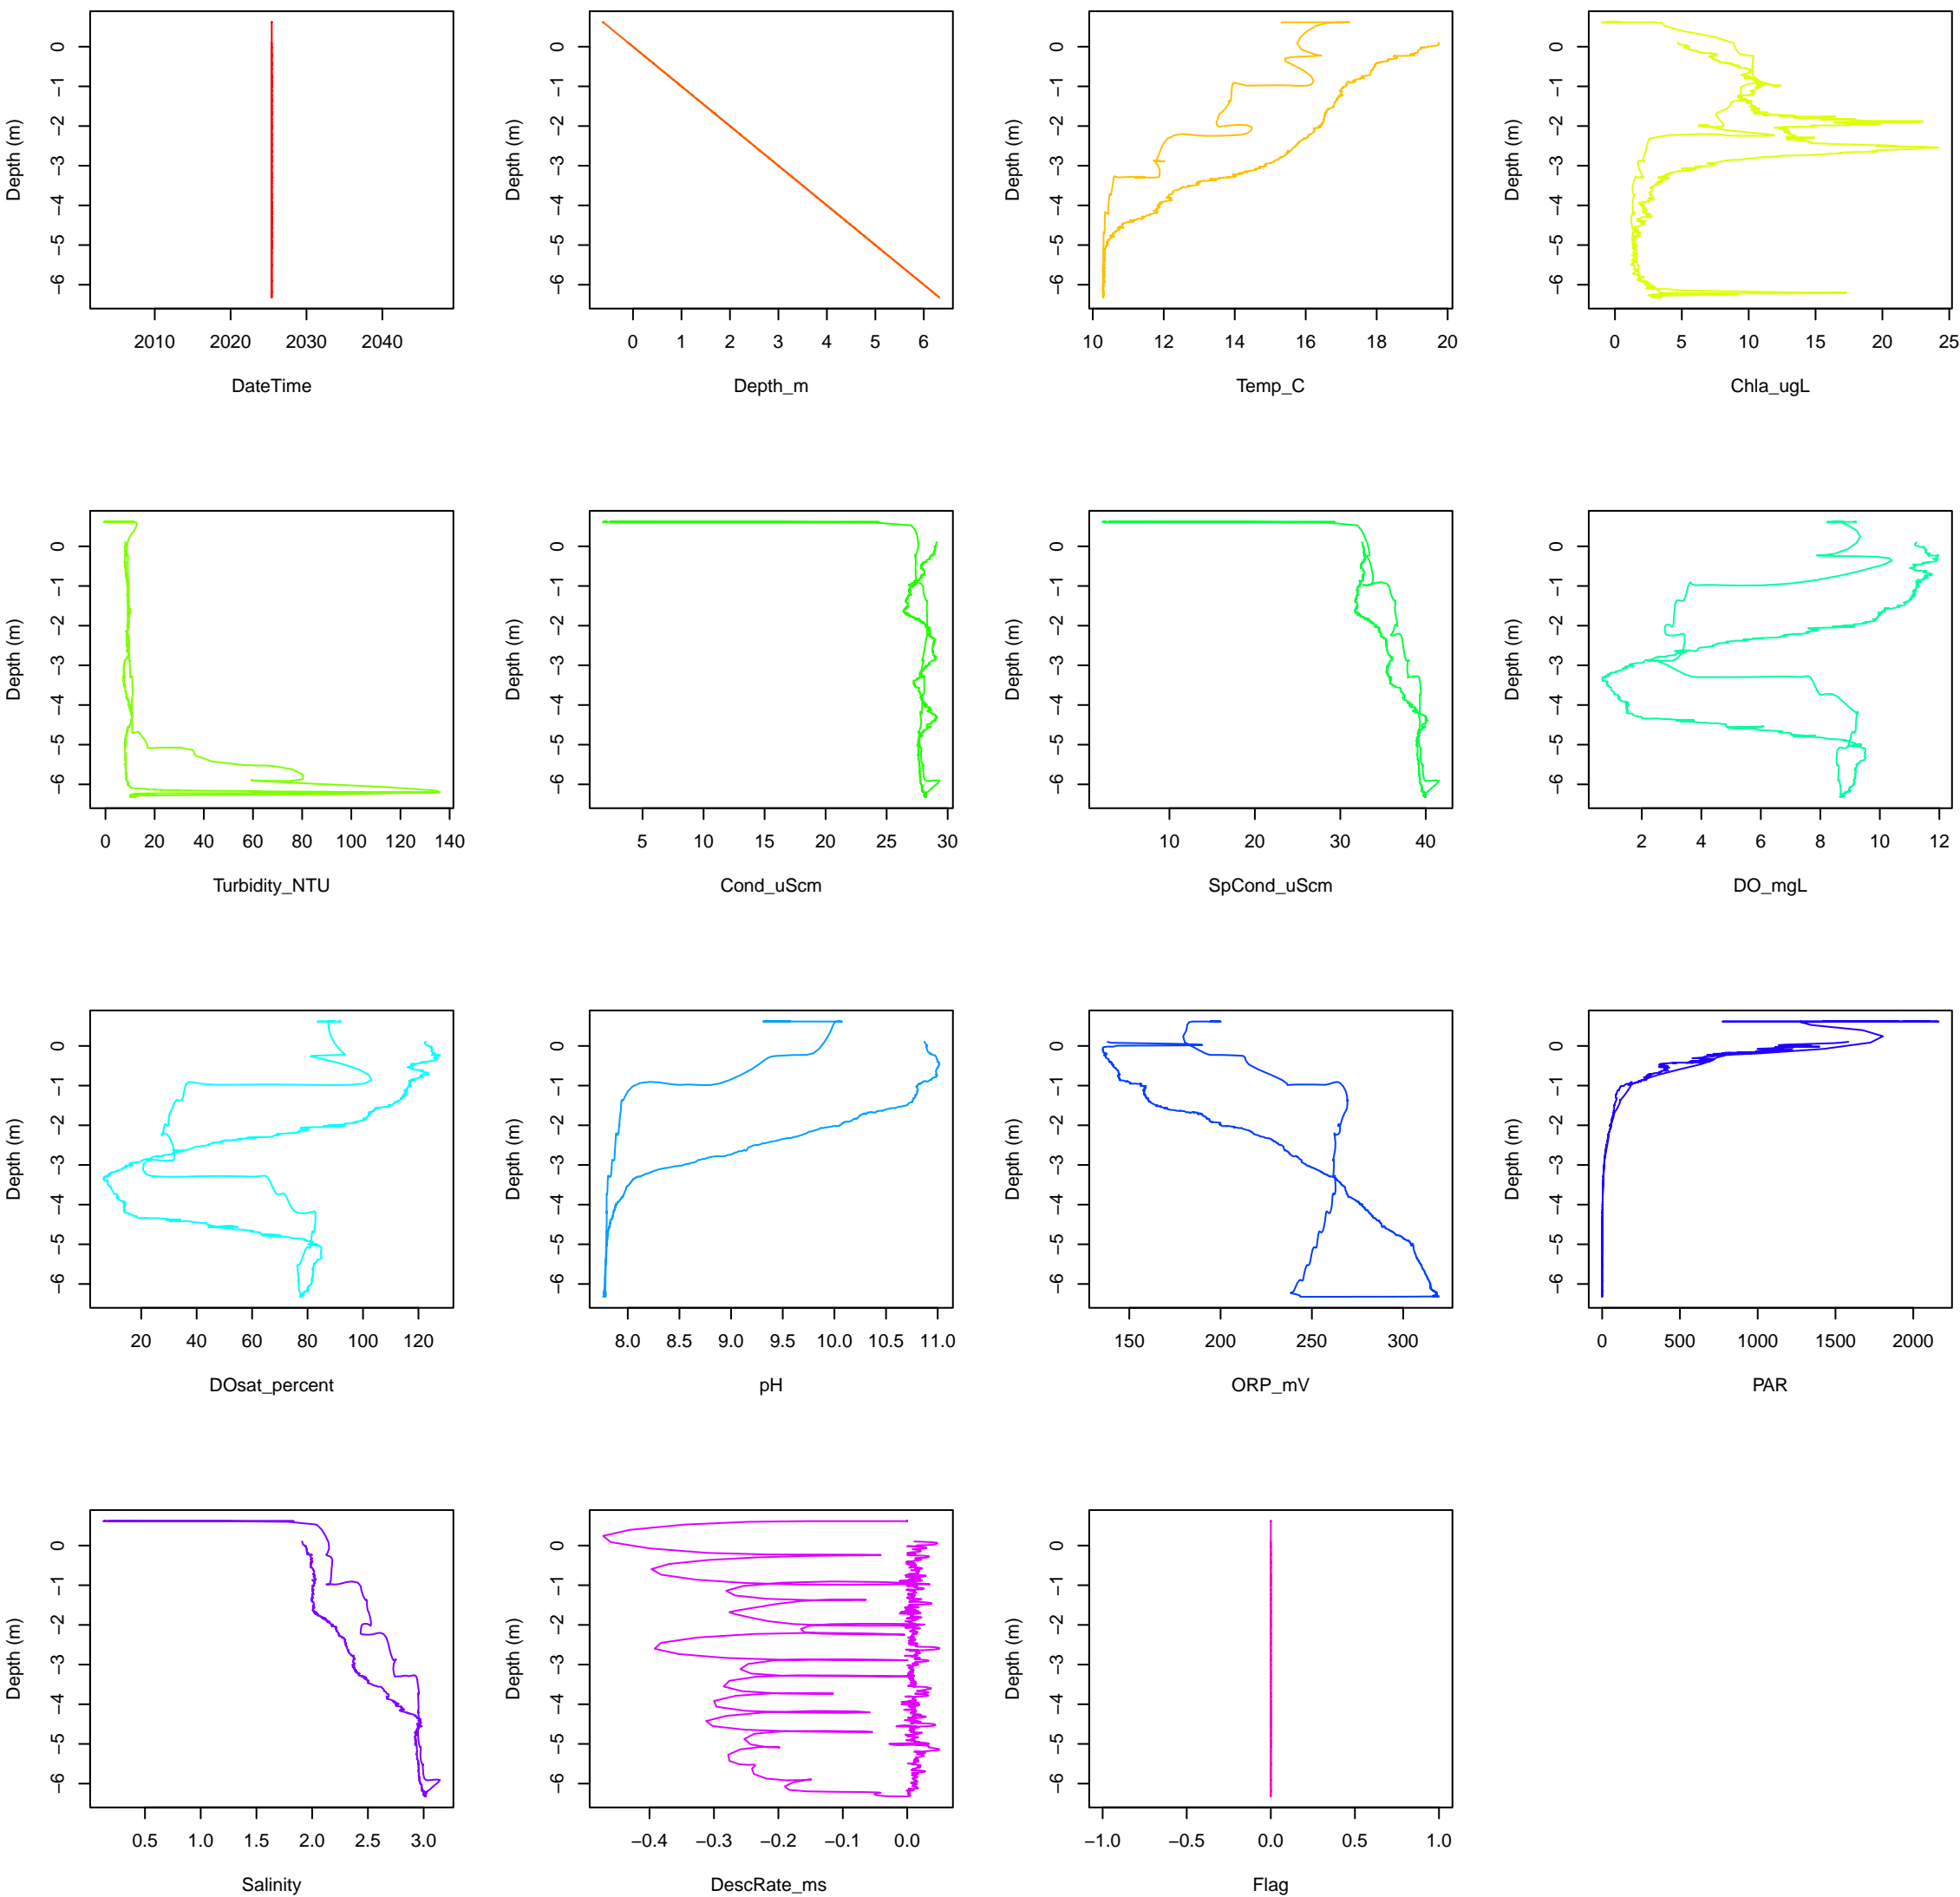 Depth (m)
0
−1
−2
−3
−4
−5
−6
2010 2020 2030 2040
DateTime
Depth (m)
0
−1
−2
−3
−4
−5
−6
0 1 2 3 4 5 6
Depth_m
Depth (m)
0
−1
−2
−3
−4
−5
−6
10 12 14 16 18 20
Temp_C
Depth (m)
0
−1
−2
−3
−4
−5
−6
0 5 10 15 20 25
Chla_ugL
Depth (m)
0
−1
−2
−3
−4
−5
−6
0 20 40 60 80 100 120 140
Turbidity_NTU
Depth (m)
0
−1
−2
−3
−4
−5
−6
5 10 15 20 25 30
Cond_uScm
Depth (m)
0
−1
−2
−3
−4
−5
−6
10 20 30 40
SpCond_uScm
Depth (m)
0
−1
−2
−3
−4
−5
−6
2 4 6 8 10 12
DO_mgL
Depth (m)
0
−1
−2
−3
−4
−5
−6
20 40 60 80 100 120
DOsat_percent
Depth (m)
0
−1
−2
−3
−4
−5
−6
8.0 8.5 9.0 9.5 10.0 10.5 11.0
pH
Depth (m)
0
−1
−2
−3
−4
−5
−6
150 200 250 300
ORP_mV
Depth (m)
0
−1
−2
−3
−4
−5
−6
0 500 1000 1500 2000
PAR
Depth (m)
0
−1
−2
−3
−4
−5
−6
0.5 1.0 1.5 2.0 2.5 3.0
Salinity
Depth (m)
0
−1
−2
−3
−4
−5
−6
−0.4 −0.3 −0.2 −0.1 0.0
DescRate_ms
Depth (m)
0
−1
−2
−3
−4
−5
−6
−1.0 −0.5 0.0 0.5 1.0
Flag